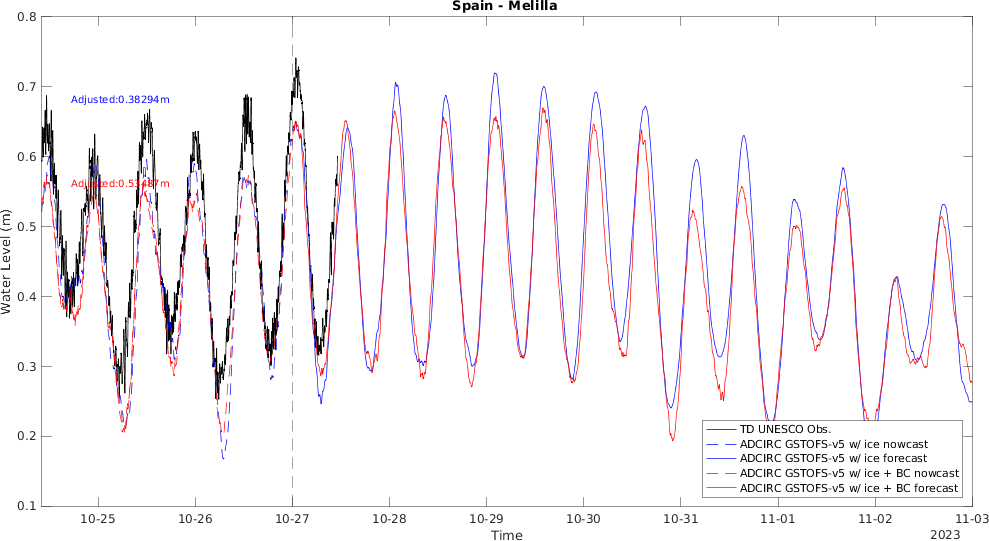 Spain - Melilla
0.8
0.7
0.6
0.5
0.4
0.3
0.2
0.1
Water Level (m)
Adjusted:0.38294m
Adjusted:0.53487m
TD UNESCO Obs.
ADCIRC GSTOFS-v5 w/ ice nowcast
ADCIRC GSTOFS-v5 w/ ice forecast
ADCIRC GSTOFS-v5 w/ ice + BC nowcast
ADCIRC GSTOFS-v5 w/ ice + BC forecast
10-25 10-26 10-27 10-28 10-29 10-30 10-31 11-01 11-02 11-03
Time
2023